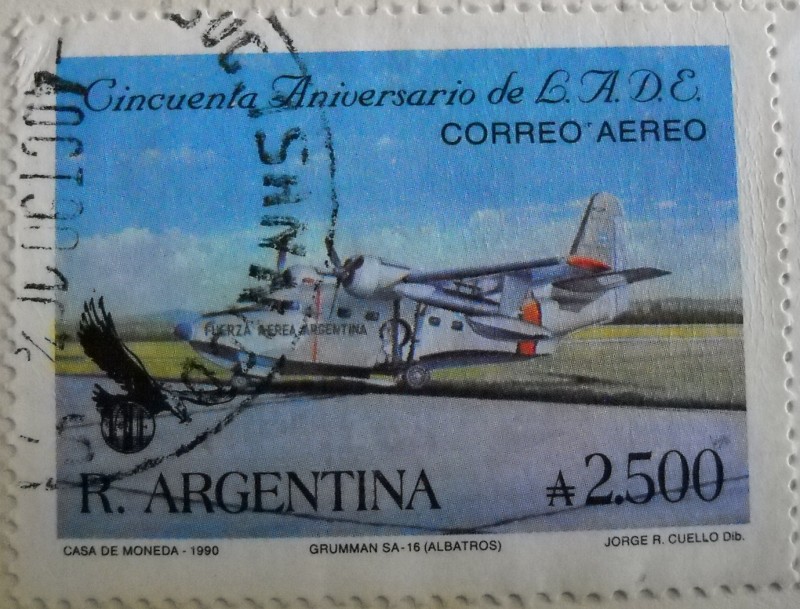 Cincuenta Aniversario de L.A.D.E.
CORREO AEREO
FUERZA AEREA ARGENTINA
R. ARGENTINA
₳ 2.500
CASA DE MONEDA - 1990
GRUMMAN SA-16 (ALBATROS)
JORGE R. CUELLO Dib.